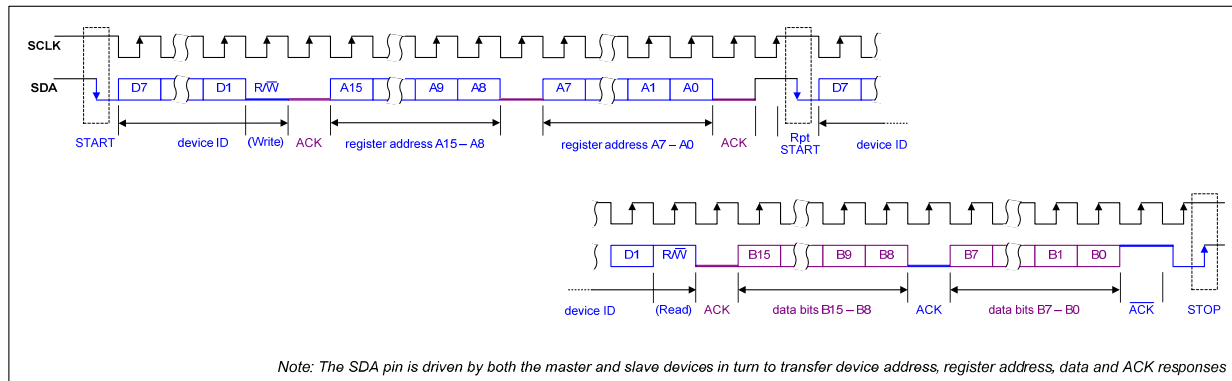 SCLK
SDA D7 D1 R/W̅ A15 A9 A8 A7 A1 A0 D7
START device ID (Write) ACK register address A15 – A8 register address A7 – A0 ACK Rpt START device ID
D1 R/W̅ B15 B9 B8 B7 B1 B0
device ID (Read) ACK data bits B15 – B8 ACK data bits B7 – B0 A̅C̅K̅ STOP
Note: The SDA pin is driven by both the master and slave devices in turn to transfer device address, register address, data and ACK responses